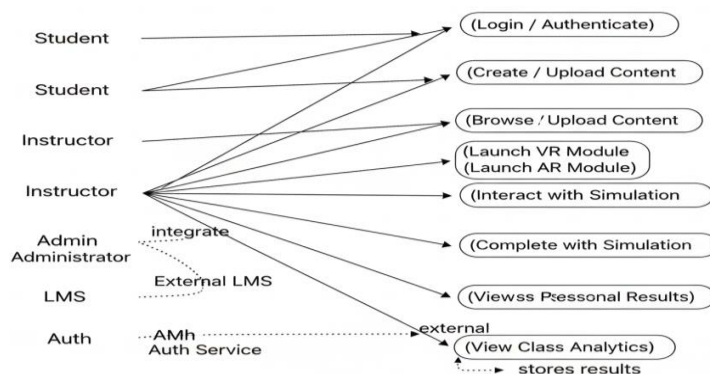 Student
(Login / Authenticate)
Student
(Create / Upload Content
Instructor
(Browse / Upload Content
(Launch VR Module
(Launch AR Module)
Instructor
(Interact with Simulation
integrate
Admin
Administrator
(Complete with Simulation
External LMS
LMS
(Viewss Pessonal Results)
external
Auth
AMh
Auth Service
(View Class Analytics)
stores results